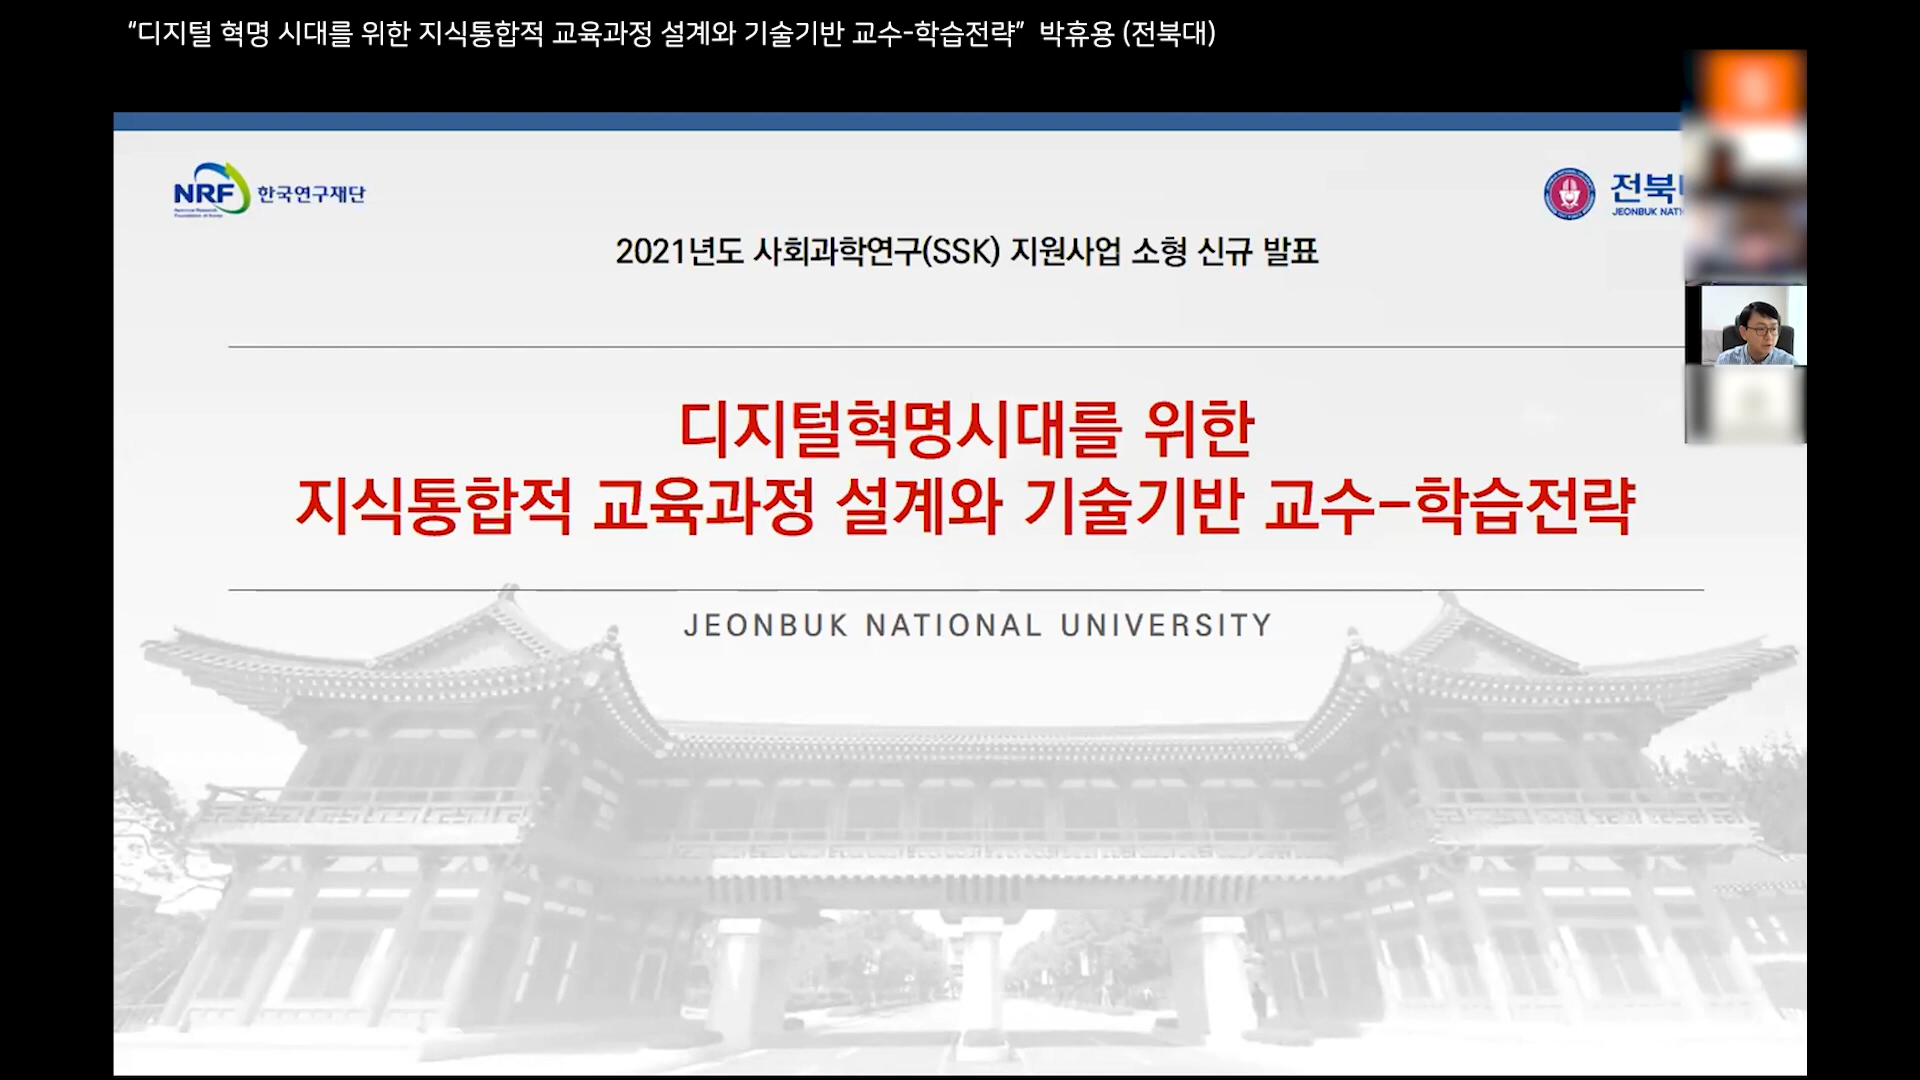 “디지털 혁명 시대를 위한 지식통합적 교육과정 설계와 기술기반 교수-학습전략” 박휴용 (전북대)
NRF 한국연구재단
전북
JEONBUK
2021년도 사회과학연구(SSK) 지원사업 소형 신규 발표
디지털혁명시대를 위한
지식통합적 교육과정 설계와 기술기반 교수-학습전략
JEONBUK NATIONAL UNIVERSITY